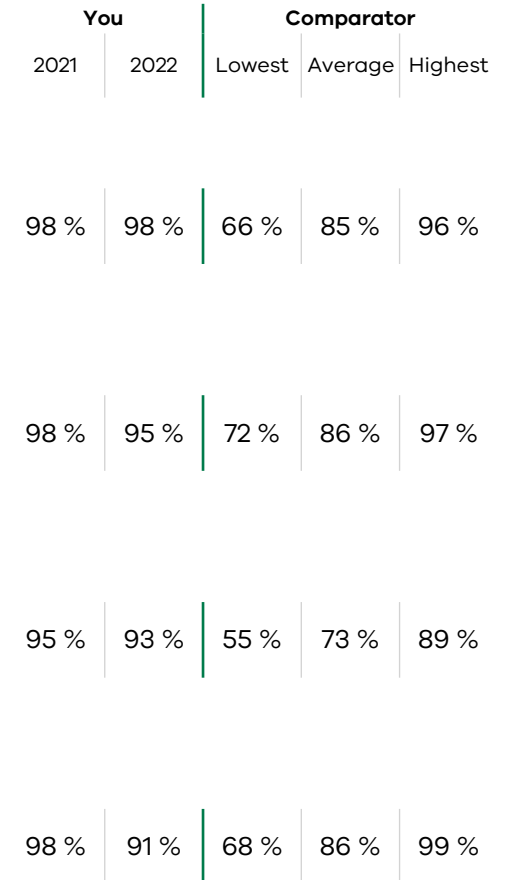 You Comparator
2021 2022 Lowest Average Highest
98 % 98 % 66 % 85 % 96 %
98 % 95 % 72 % 86 % 97 %
95 % 93 % 55 % 73 % 89 %
98 % 91 % 68 % 86 % 99 %